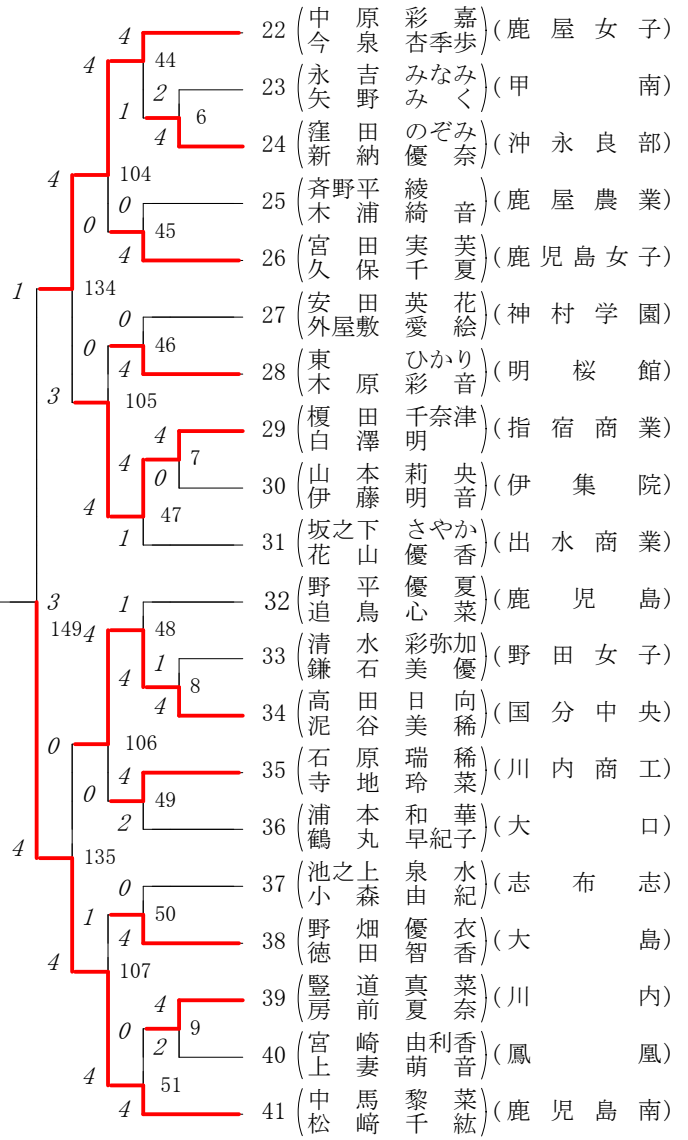 4
22 (中原彩嘉 今泉杏季歩) (鹿屋女子)
4 44
2
23 (永吉みなみ 矢野みく) (甲南)
1 6
4
24 (窪田のぞみ 新納優奈) (沖永良部)
4 104
0
25 (斉野平綾 木浦綺音) (鹿屋農業)
0 45
4
26 (宮田実芙 久保千夏) (鹿児島女子)
1 134
0
27 (安田英花 外屋敷愛絵) (神村学園)
0 46
4
28 (東ひかり 木原彩音) (明桜館)
3 105
4
29 (榎田千奈津 白澤明) (指宿商業)
4 7
0
30 (山本莉央 伊藤明音) (伊集院)
4 47
1
31 (坂之下さやか 花山優香) (出水商業)
3
149
1
32 (野平優夏 追鳥心菜) (鹿児島)
4 48
1
33 (清水彩弥加 鎌石美優) (野田女子)
4 8
4
34 (高田日向 泥谷美稀) (国分中央)
0 106
4
35 (石原瑞稀 寺地玲菜) (川内商工)
0 49
2
36 (浦本和華 鶴丸早紀子) (大口)
4 135
0
37 (池之上泉水 小森由紀) (志布志)
1 50
4
38 (野畑優衣 徳田智香) (大島)
4 107
4
39 (豎道真菜 房前夏奈) (川内)
0 9
2
40 (宮崎由利香 上妻萌音) (鳳凰)
4 51
4
41 (中馬黎菜 松﨑千紘) (鹿児島南)